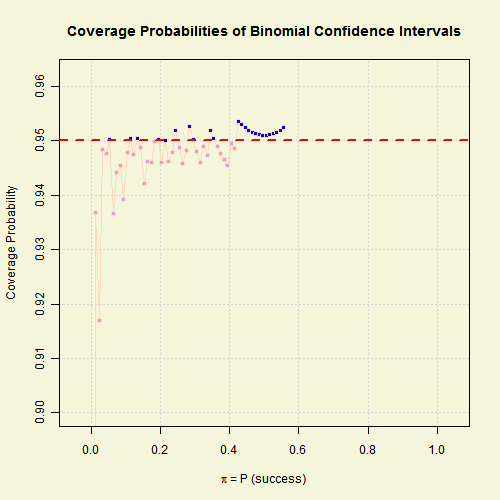 Coverage Probabilities of Binomial Confidence Intervals
Coverage Probability
0.96
0.95
0.94
0.93
0.92
0.91
0.90
0.0 0.2 0.4 0.6 0.8 1.0
π = P (success)